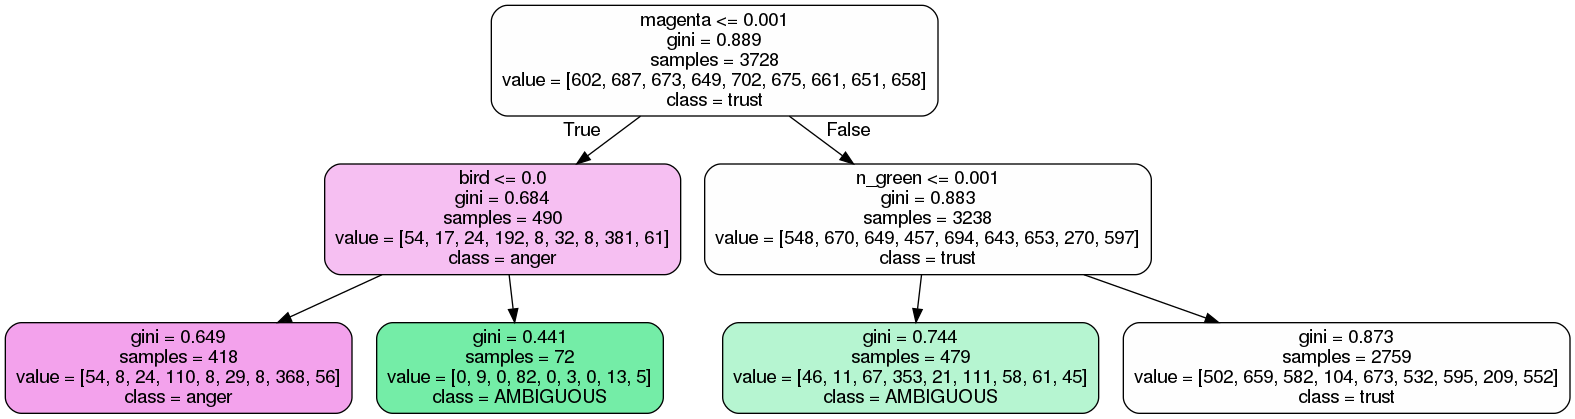 magenta <= 0.001
gini = 0.889
samples = 3728
value = [602, 687, 673, 649, 702, 675, 661, 651, 658]
class = trust
True
False
bird <= 0.0
gini = 0.684
samples = 490
value = [54, 17, 24, 192, 8, 32, 8, 381, 61]
class = anger
n_green <= 0.001
gini = 0.883
samples = 3238
value = [548, 670, 649, 457, 694, 643, 653, 270, 597]
class = trust
gini = 0.649
samples = 418
value = [54, 8, 24, 110, 8, 29, 8, 368, 56]
class = anger
gini = 0.441
samples = 72
value = [0, 9, 0, 82, 0, 3, 0, 13, 5]
class = AMBIGUOUS
gini = 0.744
samples = 479
value = [46, 11, 67, 353, 21, 111, 58, 61, 45]
class = AMBIGUOUS
gini = 0.873
samples = 2759
value = [502, 659, 582, 104, 673, 532, 595, 209, 552]
class = trust